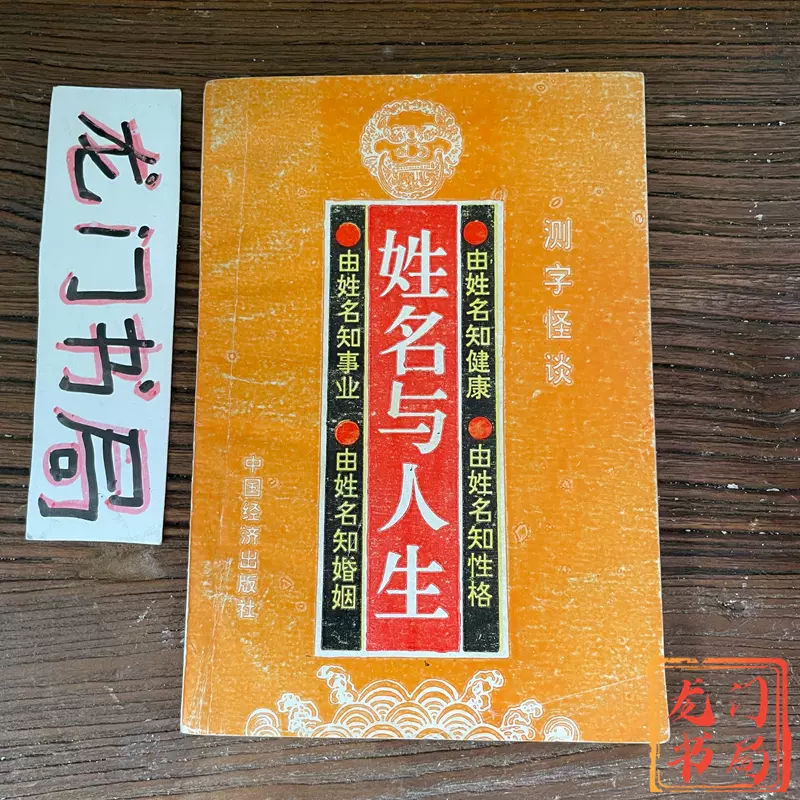 龙门书局
测字怪谈
由姓名知健康
由姓名知性格
姓名与人生
由姓名知事业
由姓名知婚姻
中国经济出版社
龙门
书局